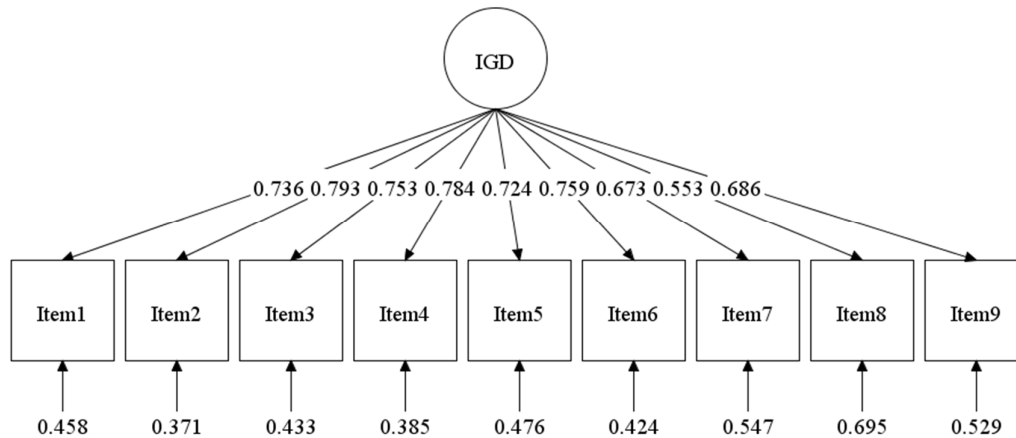 IGD
0.736 0.793 0.753 0.784 0.724 0.759 0.673 0.553 0.686
Item1 Item2 Item3 Item4 Item5 Item6 Item7 Item8 Item9
0.458 0.371 0.433 0.385 0.476 0.424 0.547 0.695 0.529